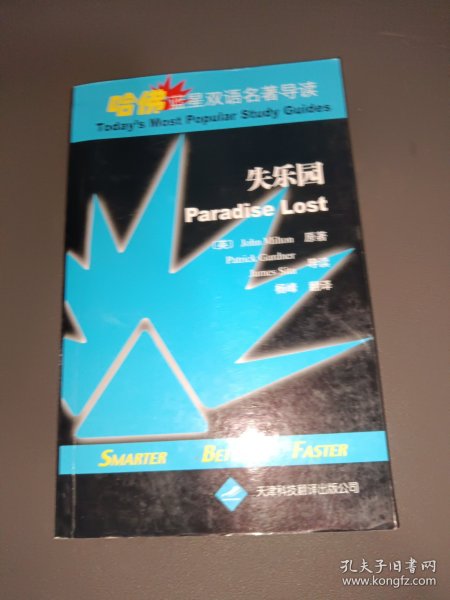 哈佛蓝星双语名著导读
Today's Most Popular Study Guides
失乐园
Paradise Lost
[英] John Milton 原著
Patrick Gardner
James Sitar 导读
杨峰 翻译
SMARTER BETTER FASTER
天津科技翻译出版公司
孔夫子旧书网
www.kongfz.com